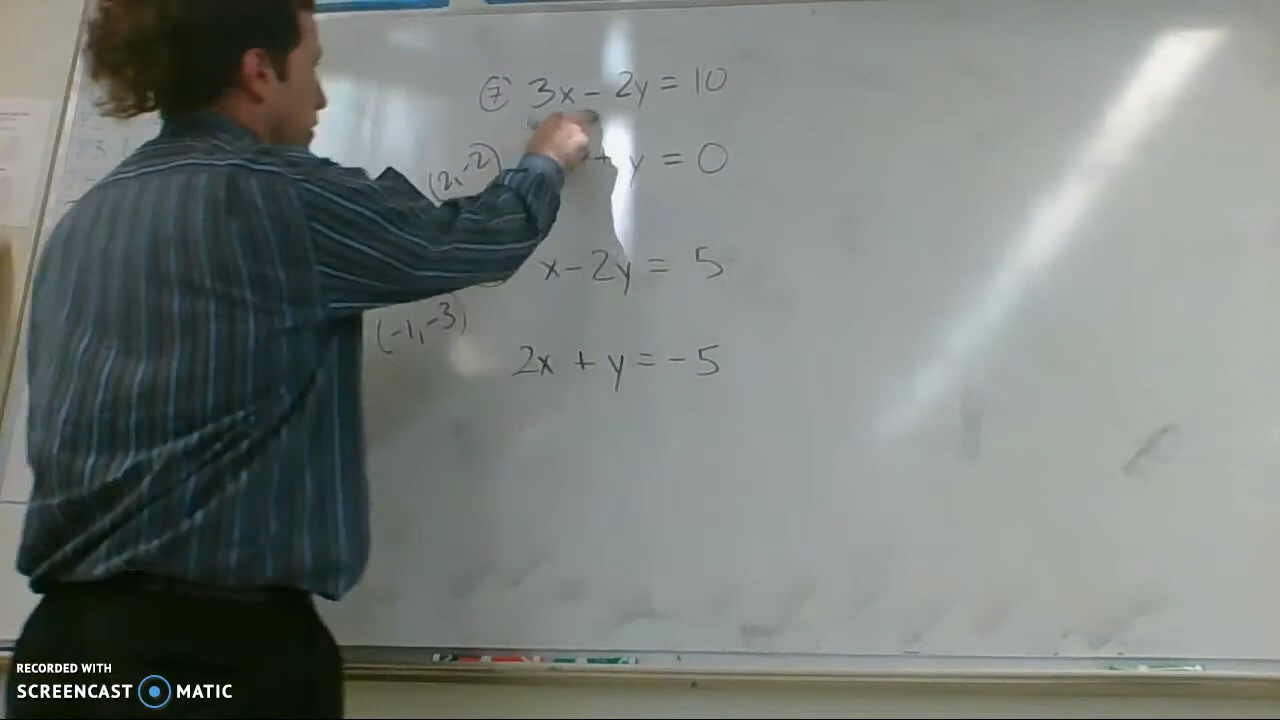 ⑦ 3x - 2y = 10
(2, -2)
+ y = 0
x - 2y = 5
(-1, -3)
2x + y = -5
RECORDED WITH
SCREENCAST MATIC